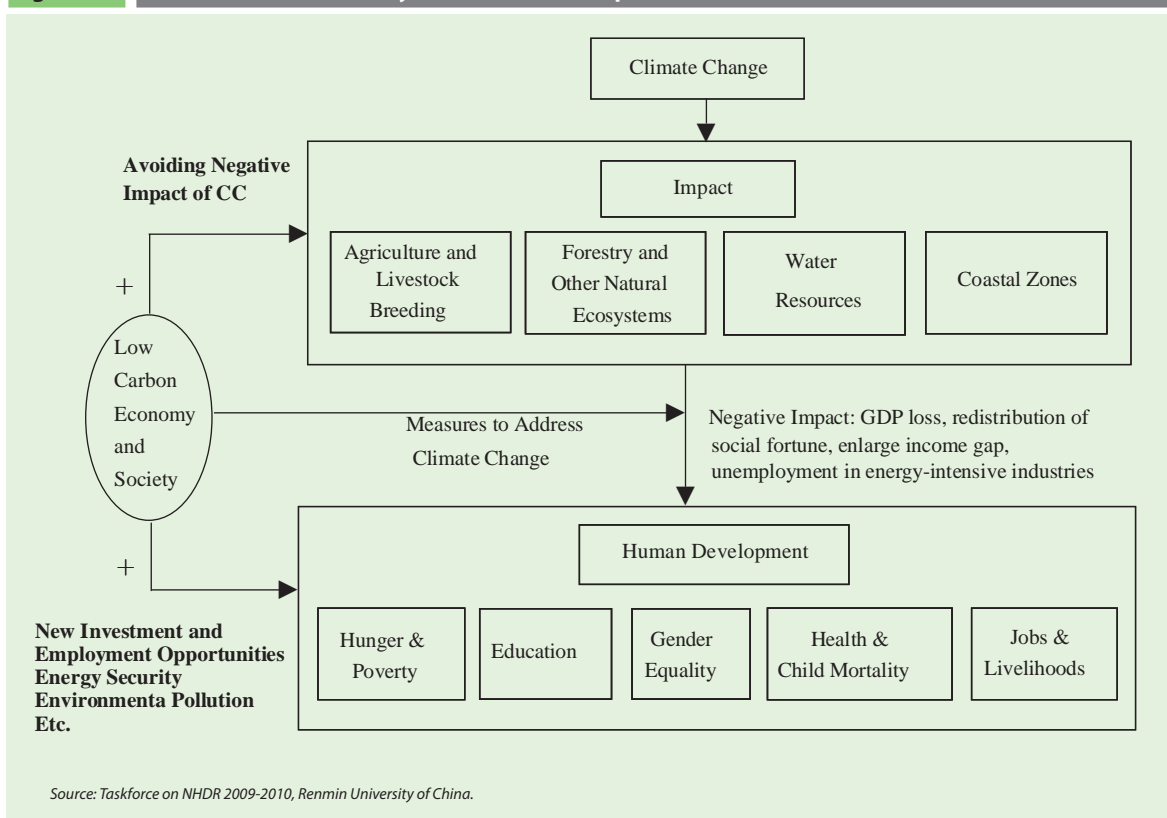 Climate Change
Avoiding Negative
Impact of CC
Impact
Agriculture and
Livestock
Breeding
Forestry and
Other Natural
Ecosystems
Water
Resources
Coastal Zones
+
Low
Carbon
Economy
and
Society
Measures to Address
Climate Change
Negative Impact: GDP loss, redistribution of
social fortune, enlarge income gap,
unemployment in energy-intensive industries
+
Human Development
New Investment and
Employment Opportunities
Energy Security
Environmenta Pollution
Etc.
Hunger &
Poverty
Education
Gender
Equality
Health &
Child Mortality
Jobs &
Livelihoods
Source: Taskforce on NHDR 2009-2010, Renmin University of China.